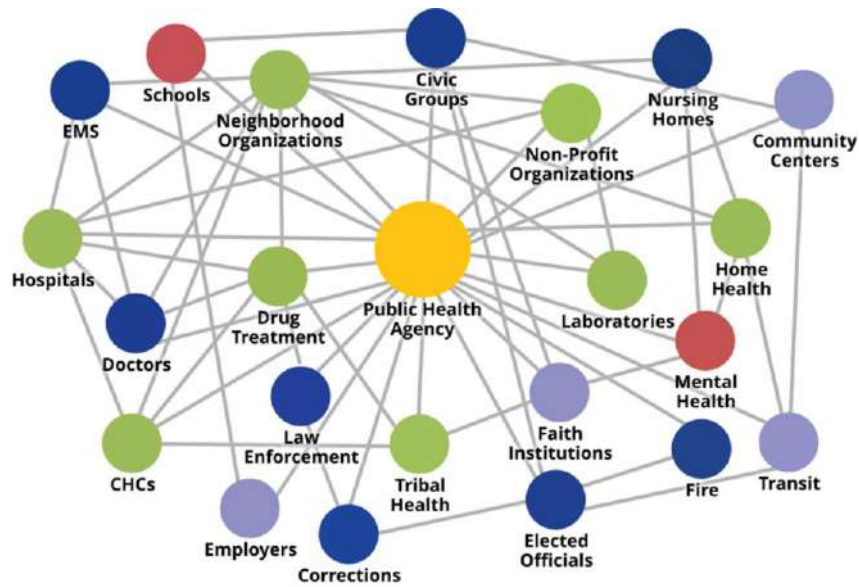 Schools
Civic
Groups
EMS
Neighborhood
Organizations
Nursing
Homes
Non-Profit
Organizations
Community
Centers
Hospitals
Drug
Treatment
Public Health
Agency
Laboratories
Home
Health
Doctors
Mental
Health
Law
Enforcement
Faith
Institutions
CHCs
Tribal
Health
Fire
Transit
Employers
Corrections
Elected
Officials